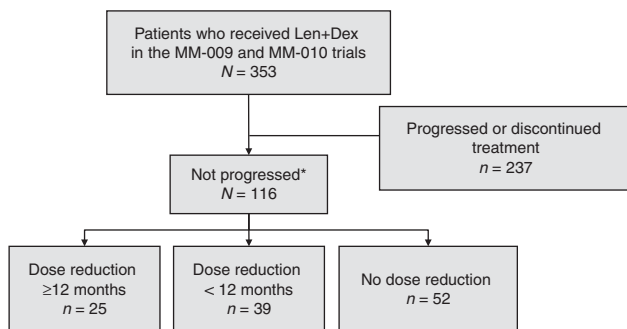 Patients who received Len+Dex
in the MM-009 and MM-010 trials
N = 353
Progressed or discontinued
treatment
n = 237
Not progressed*
N = 116
Dose reduction
≥12 months
n = 25
Dose reduction
< 12 months
n = 39
No dose reduction
n = 52